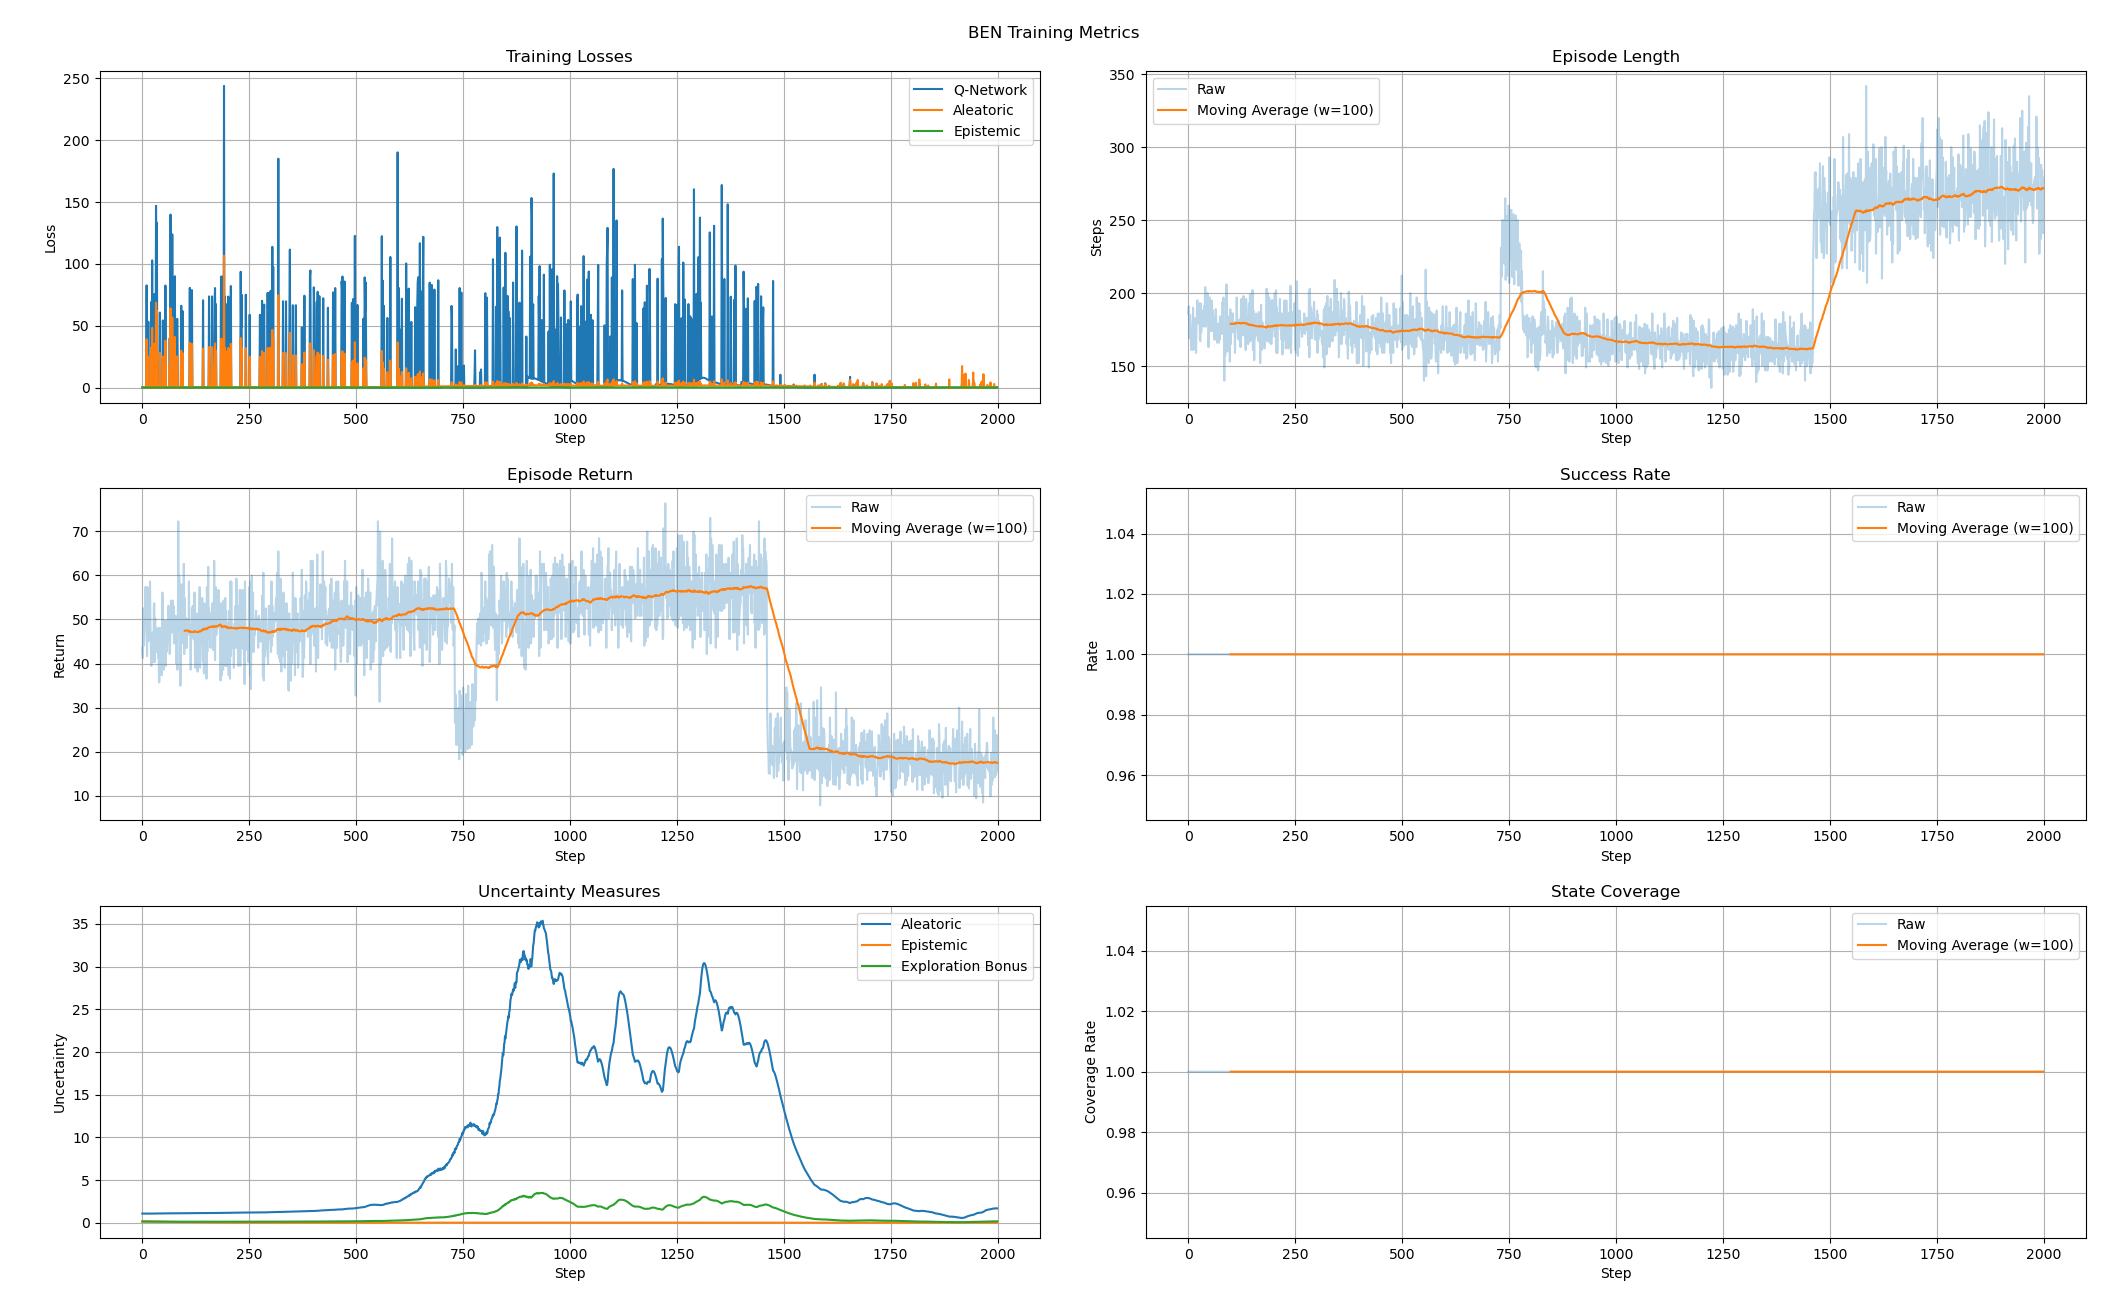 BEN Training Metrics
Training Losses
Loss
250
200
150
100
50
0
Q-Network
Aleatoric
Epistemic
0 250 500 750 1000 1250 1500 1750 2000
Step
Episode Length
Steps
350
300
250
200
150
Raw
Moving Average (w=100)
0 250 500 750 1000 1250 1500 1750 2000
Step
Episode Return
Return
70
60
50
40
30
20
10
Raw
Moving Average (w=100)
0 250 500 750 1000 1250 1500 1750 2000
Step
Success Rate
Rate
1.04
1.02
1.00
0.98
0.96
Raw
Moving Average (w=100)
0 250 500 750 1000 1250 1500 1750 2000
Step
Uncertainty Measures
Uncertainty
35
30
25
20
15
10
5
0
Aleatoric
Epistemic
Exploration Bonus
0 250 500 750 1000 1250 1500 1750 2000
Step
State Coverage
Coverage Rate
1.04
1.02
1.00
0.98
0.96
Raw
Moving Average (w=100)
0 250 500 750 1000 1250 1500 1750 2000
Step